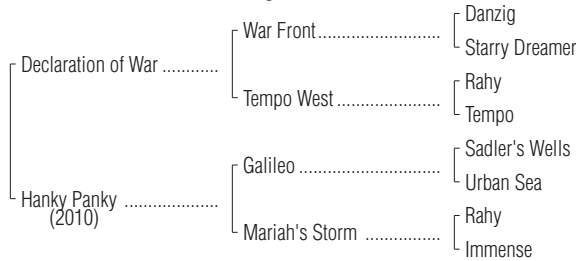 Danzig
War Front........................
Starry Dreamer
Declaration of War ............
Rahy
Tempo West.....................
Tempo
Sadler's Wells
Galileo ............................
Urban Sea
Hanky Panky ....................
(2010)
Rahy
Mariah's Storm ................
Immense